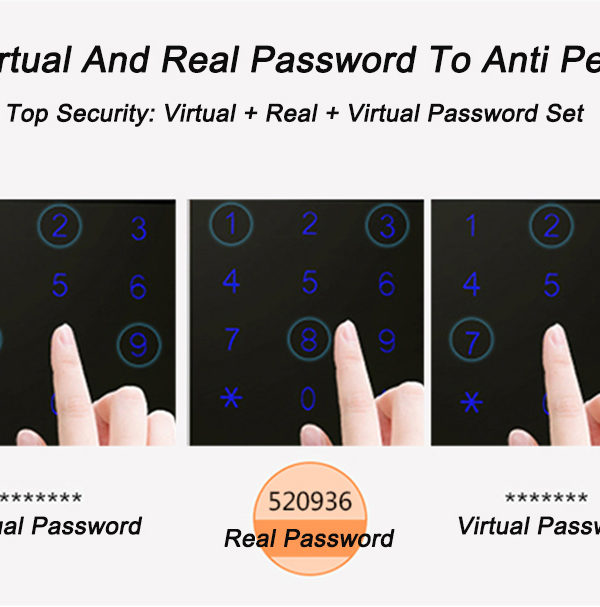 rtual And Real Password To Anti Pe
Top Security: Virtual + Real + Virtual Password Set
2 3
5 6
9
1 2 3
4 5 6
7 8 9
* 0
1 2
4 5
7
*
*******
ual Password
520936
Real Password
*******
Virtual Passw